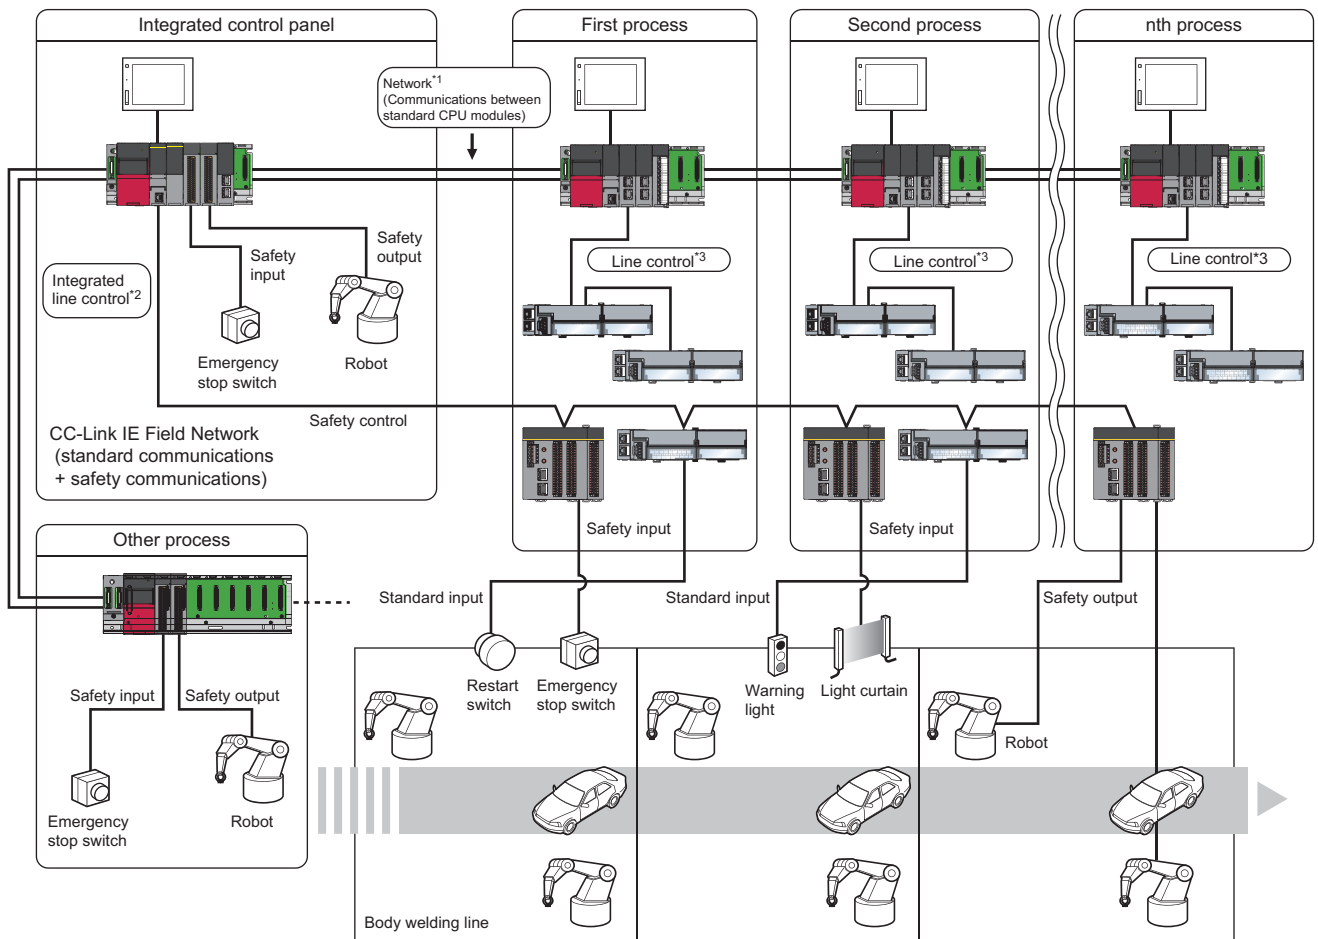 Integrated control panel
First process
Second process
nth process
Network*1
(Communications between
standard CPU modules)
Safety
input
Safety
output
Integrated
line control*2
Emergency
stop switch
Robot
Line control*3
Line control*3
Line control*3
Safety control
CC-Link IE Field Network
(standard communications
+ safety communications)
Safety input
Safety input
Other process
Standard input
Standard input
Safety output
Safety input
Safety output
Restart
switch
Emergency
stop switch
Warning
light
Light curtain
Robot
Emergency
stop switch
Robot
Body welding line